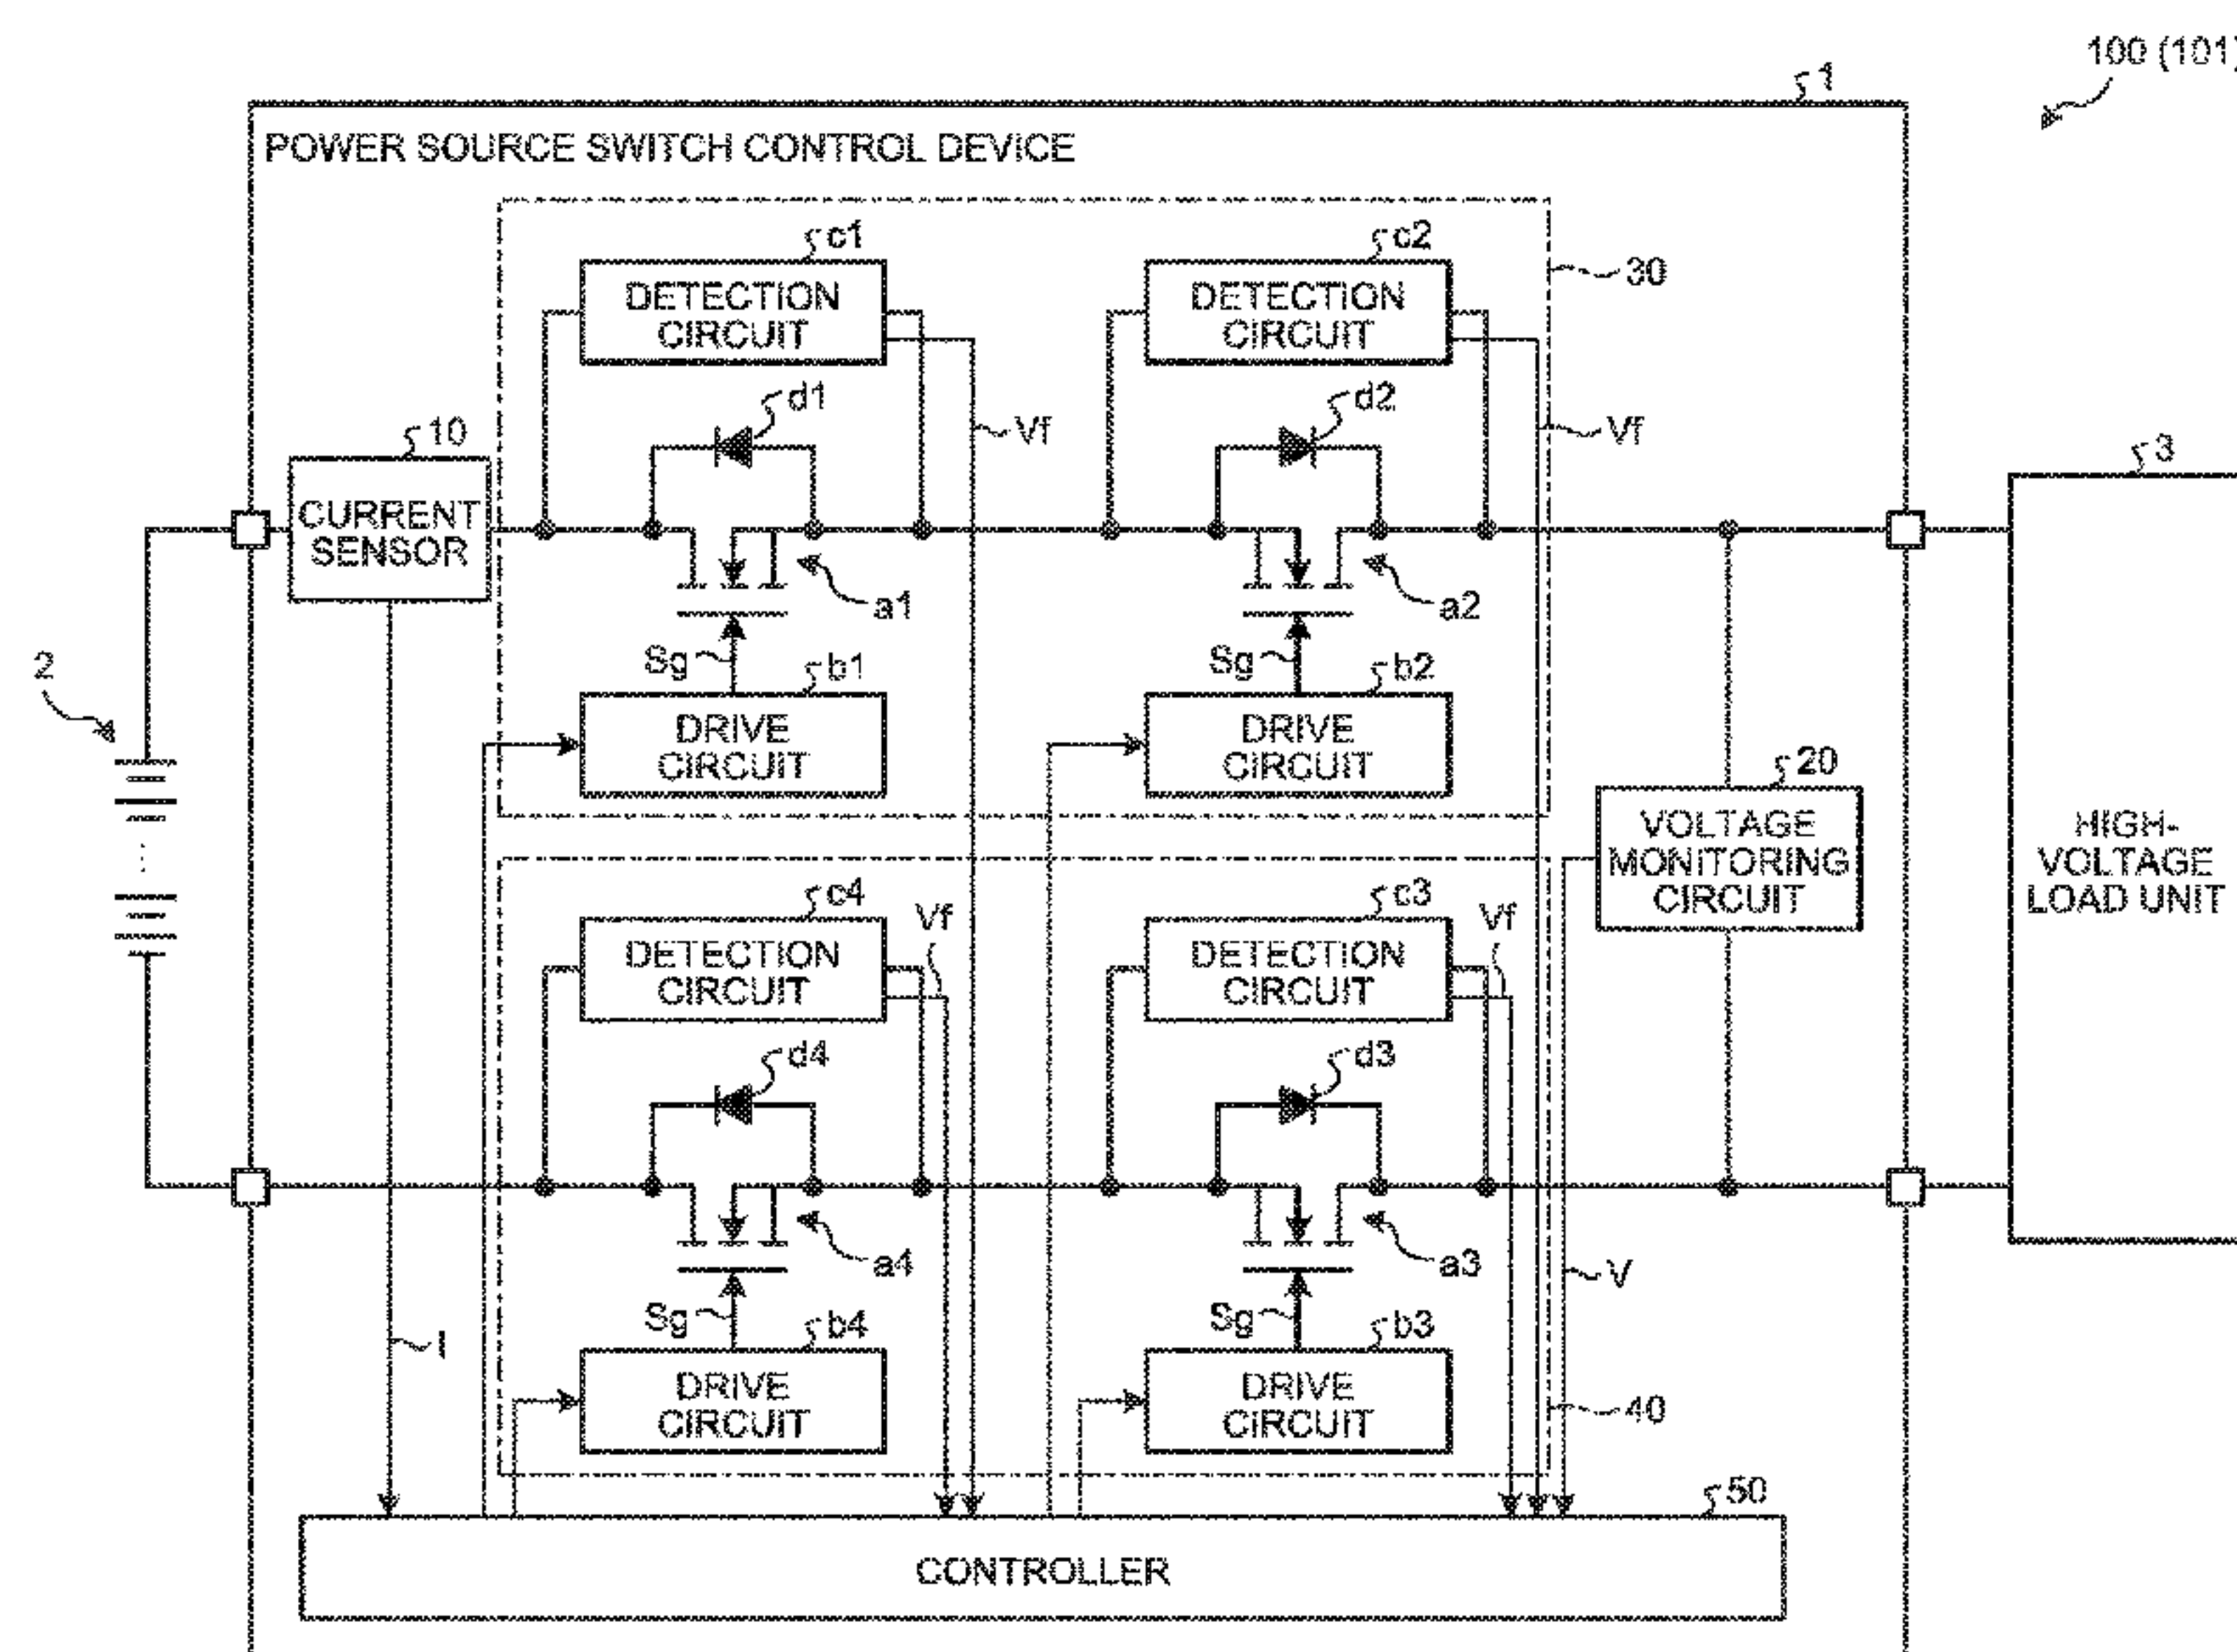 100 (101)
1
POWER SOURCE SWITCH CONTROL DEVICE
c1
c2
30
DETECTION
CIRCUIT
DETECTION
CIRCUIT
d1
d2
Vf
Vf
10
3
CURRENT
SENSOR
a1
a2
2
Sg
b1
Sg
b2
DRIVE
CIRCUIT
DRIVE
CIRCUIT
20
VOLTAGE
MONITORING
CIRCUIT
HIGH-
VOLTAGE
LOAD UNIT
c4
Vf
c3
Vf
DETECTION
CIRCUIT
DETECTION
CIRCUIT
d4
d3
a4
a3
V
Sg
b4
Sg
b3
I
DRIVE
CIRCUIT
DRIVE
CIRCUIT
40
50
CONTROLLER